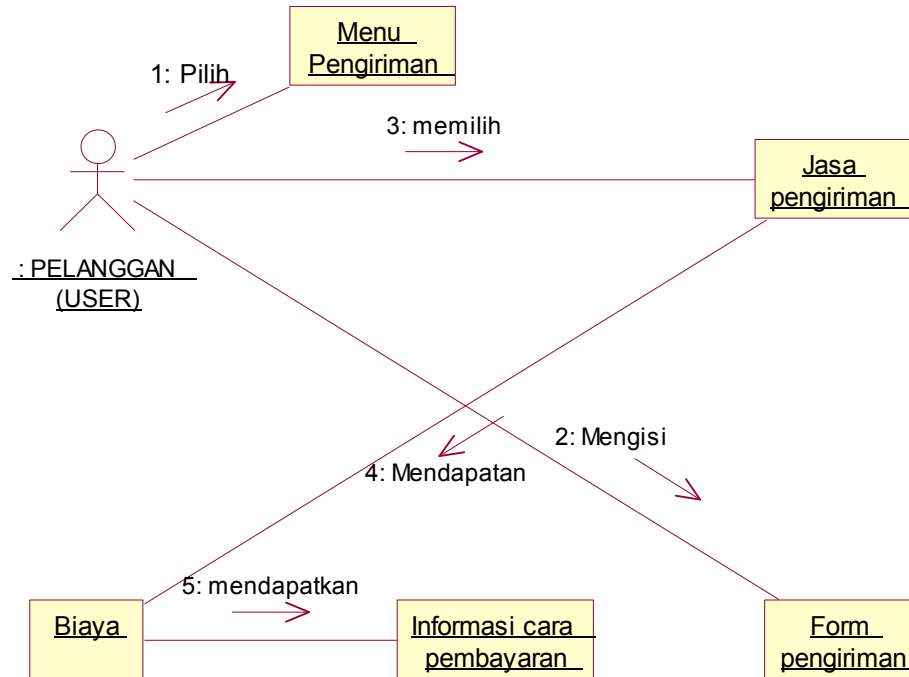 Menu
Pengiriman
1: Pilih
3: memilih
Jasa
pengiriman
: PELANGGAN
(USER)
2: Mengisi
4: Mendapatan
5: mendapatkan
Biaya
Informasi cara
pembayaran
Form
pengiriman